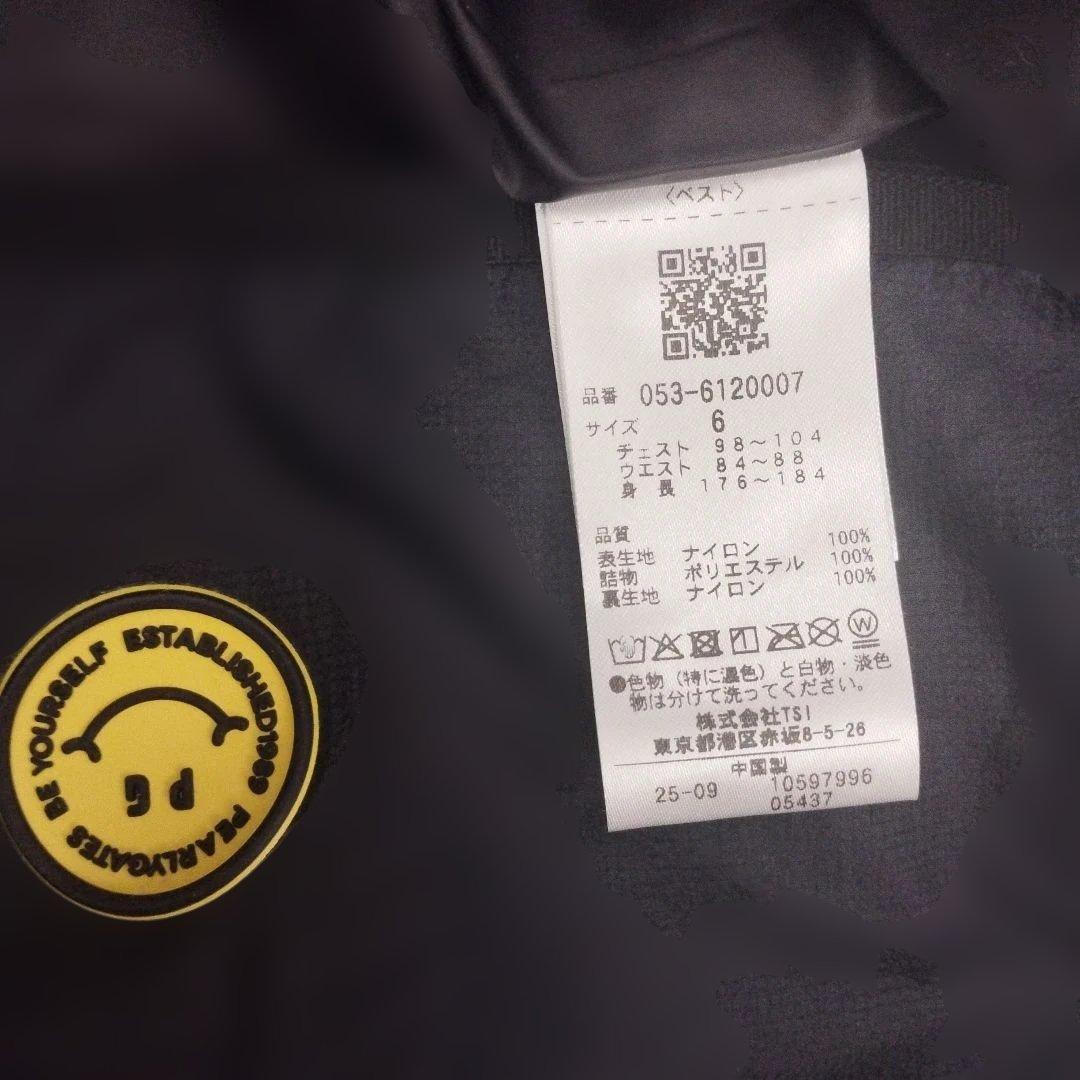 〈ベスト〉
品番 053-6120007
サイズ 6
チェスト 98～104
ウエスト 84～88
身長 176～184
品質
表生地 ナイロン 100%
詰物 ポリエステル 100%
裏生地 ナイロン 100%
W
●色物（特に濃色）と白物・淡色
物は分けて洗ってください。
株式会社TSI
東京都港区赤坂8-5-26
中国製
25-09 10597996
05437
BE YOURSELF ESTABLISHED1989 PEARLYGATES
PG